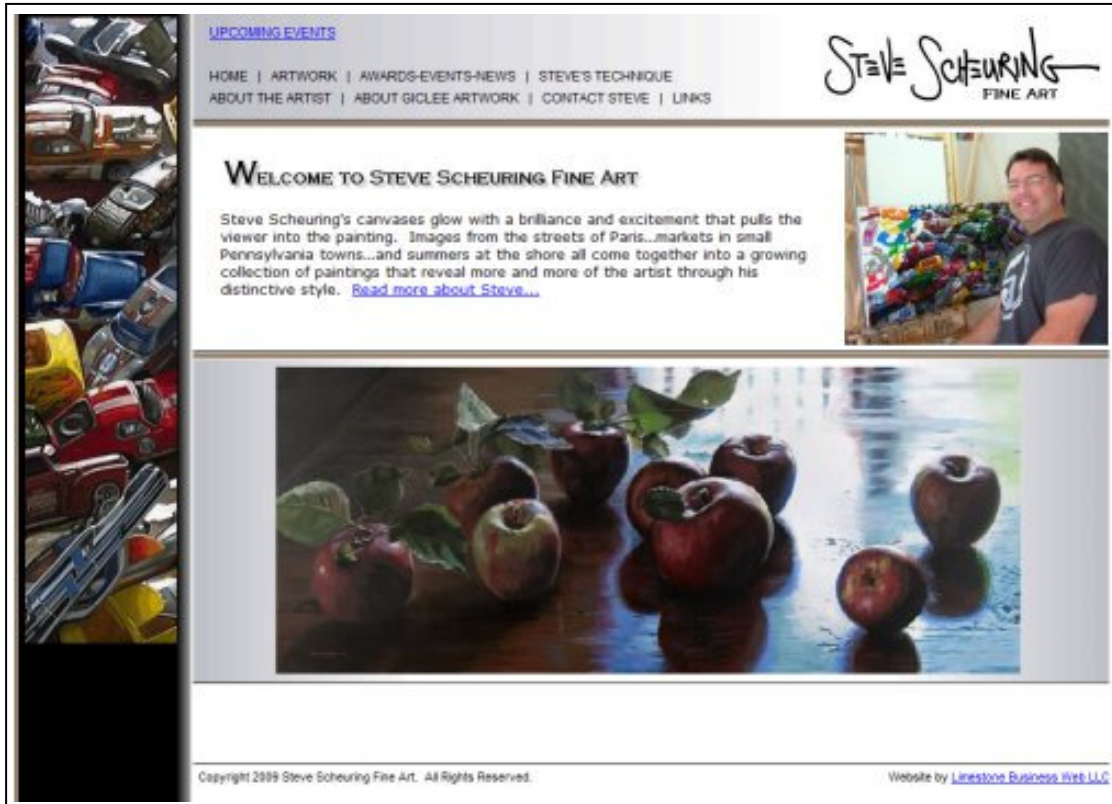 UPCOMING EVENTS
HOME | ARTWORK | AWARDS-EVENTS-NEWS | STEVE'S TECHNIQUE
ABOUT THE ARTIST | ABOUT GICLEE ARTWORK | CONTACT STEVE | LINKS
STEVE SCHEURING
FINE ART
WELCOME TO STEVE SCHEURING FINE ART
Steve Scheuring's canvases glow with a brilliance and excitement that pulls the
viewer into the painting. Images from the streets of Paris...markets in small
Pennsylvania towns...and summers at the shore all come together into a growing
collection of paintings that reveal more and more of the artist through his
distinctive style. Read more about Steve...
Copyright 2009 Steve Scheuring Fine Art. All Rights Reserved.
Website by Limestone Business Web LLC